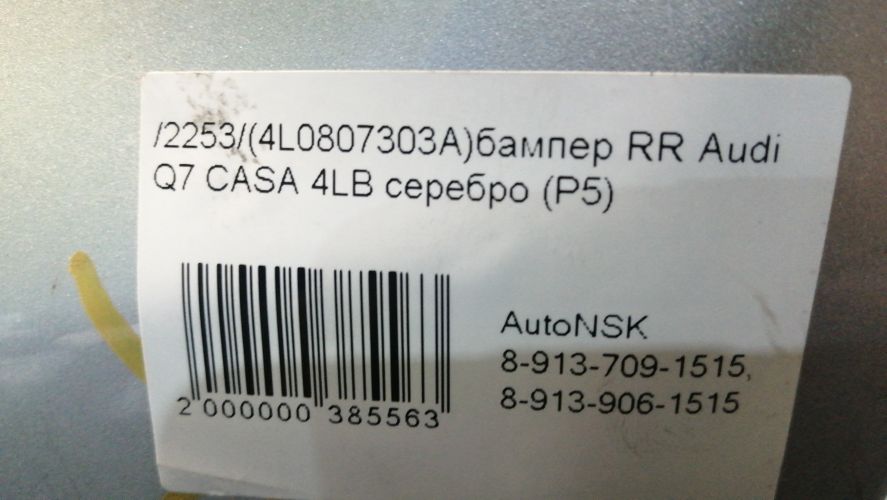 /2253/(4L0807303A)бампер RR Audi
Q7 CASA 4LB серебро (P5)
AutoNSK
8-913-709-1515,
8-913-906-1515
2 000000 385563